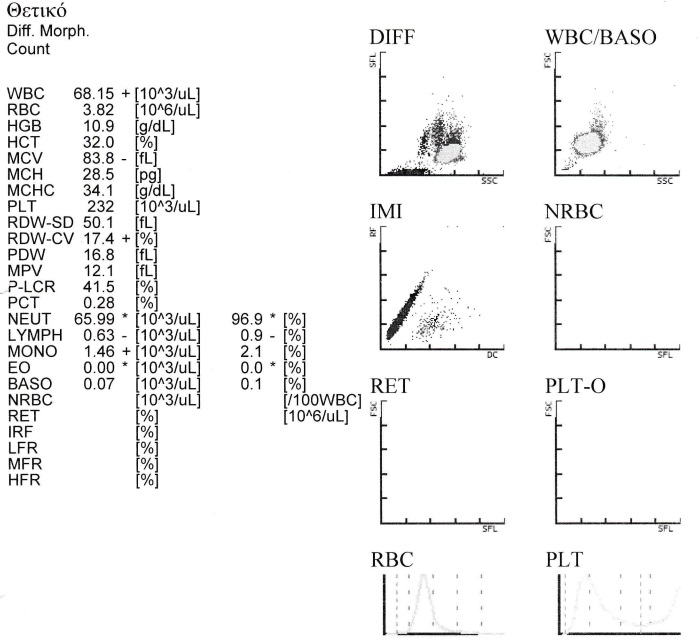 Θετικό
Diff. Morph.
Count
WBC 68.15 + [10^3/uL]
RBC 3.82 [10^6/uL]
HGB 10.9 [g/dL]
HCT 32.0 [%]
MCV 83.8 - [fL]
MCH 28.5 [pg]
MCHC 34.1 [g/dL]
PLT 232 [10^3/uL]
RDW-SD 50.1 [fL]
RDW-CV 17.4 + [%]
PDW 16.8 [fL]
MPV 12.1 [fL]
P-LCR 41.5 [%]
PCT 0.28 [%]
NEUT 65.99 * [10^3/uL] 96.9 * [%]
LYMPH 0.63 - [10^3/uL] 0.9 - [%]
MONO 1.46 + [10^3/uL] 2.1 [%]
EO 0.00 * [10^3/uL] 0.0 * [%]
BASO 0.07 [10^3/uL] 0.1 [%]
NRBC [10^3/uL] [/100WBC]
RET [%] [10^6/uL]
IRF [%]
LFR [%]
MFR [%]
HFR [%]
DIFF
SFL
SSC
WBC/BASO
FSC
SSC
IMI
RF
DC
NRBC
FSC
SFL
RET
FSC
SFL
PLT-O
FSC
SFL
RBC
PLT